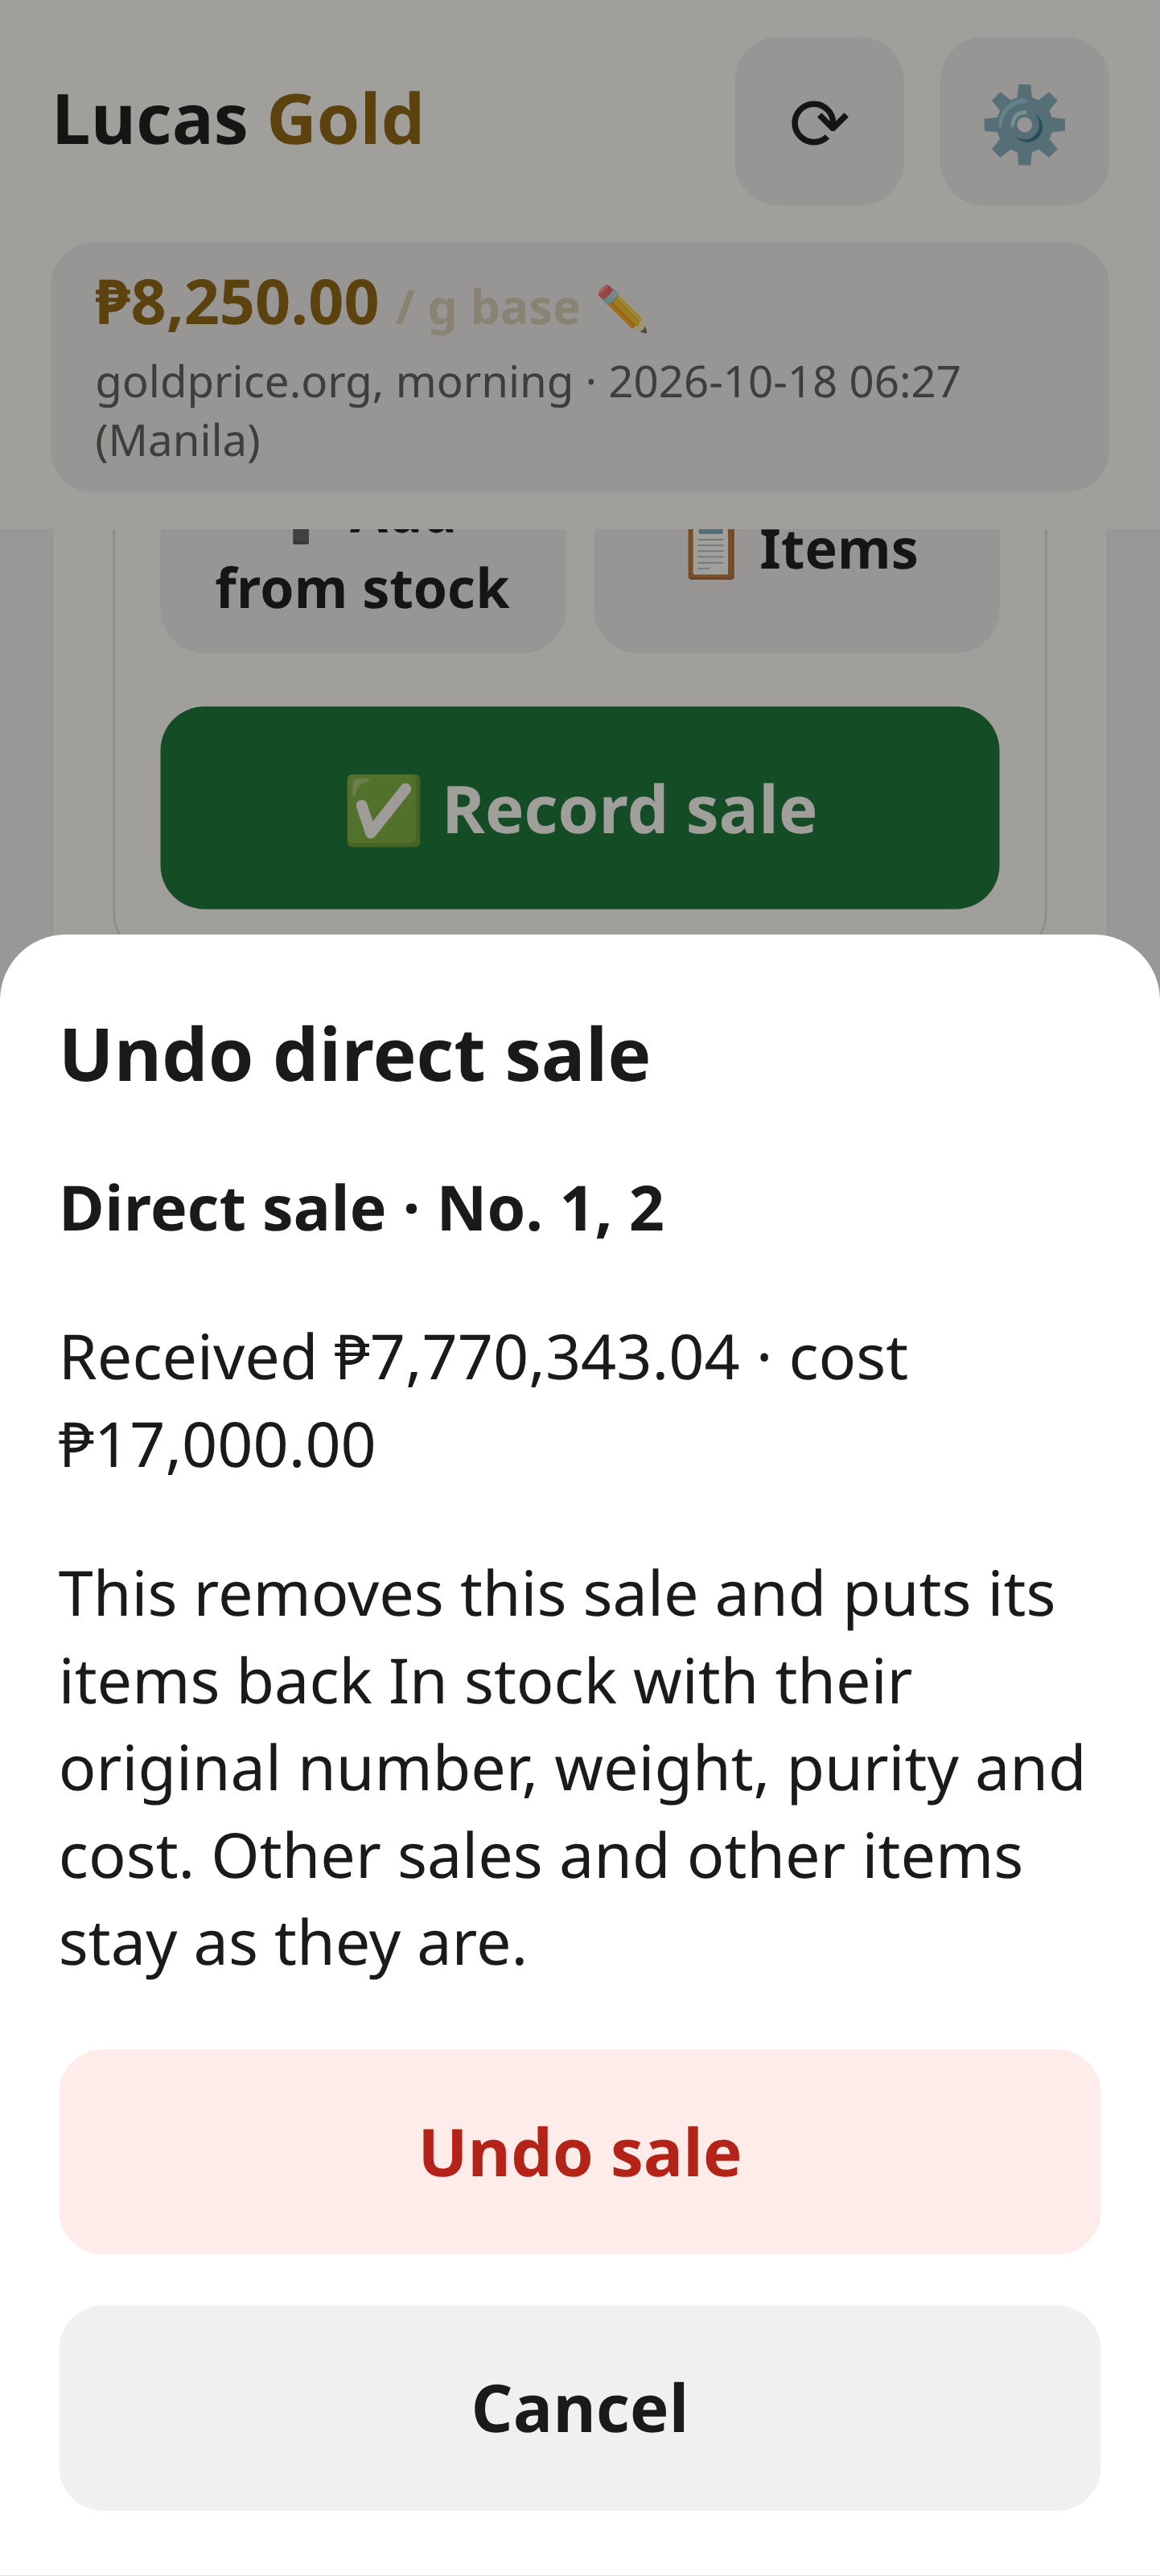 Lucas Gold
⟳ ⚙️
₱8,250.00 / g base ✏️
goldprice.org, morning · 2026-10-18 06:27
(Manila)
Add
from stock
📋 Items
✅ Record sale
Undo direct sale
Direct sale · No. 1, 2
Received ₱7,770,343.04 · cost
₱17,000.00
This removes this sale and puts its
items back In stock with their
original number, weight, purity and
cost. Other sales and other items
stay as they are.
Undo sale
Cancel